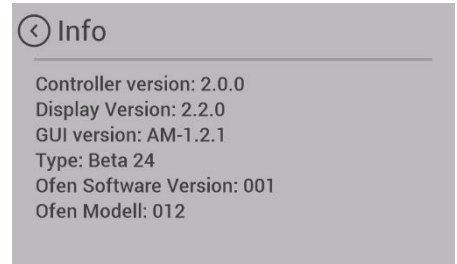 Info
Controller version: 2.0.0
Display Version: 2.2.0
GUI version: AM-1.2.1
Type: Beta 24
Ofen Software Version: 001
Ofen Modell: 012